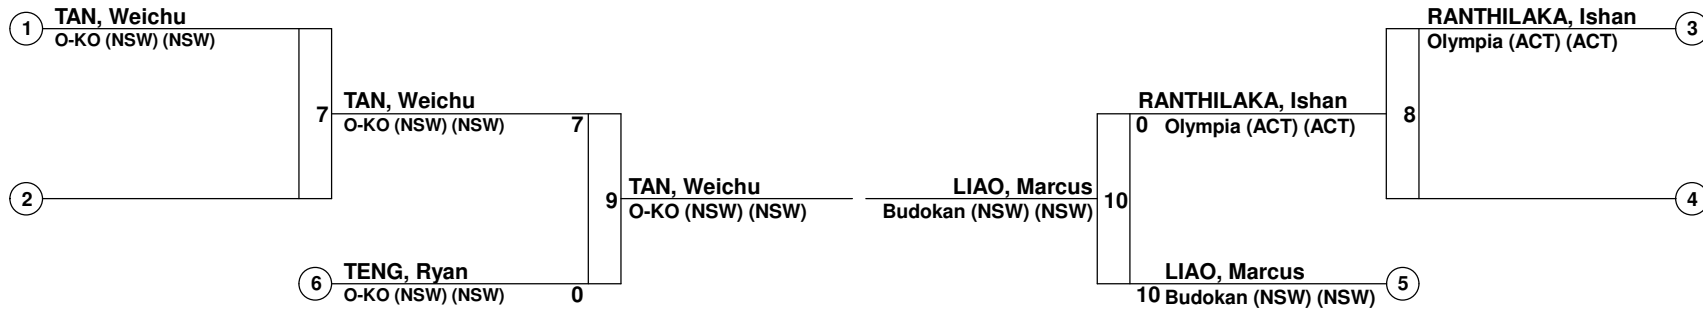 1 TAN, Weichu
O-KO (NSW) (NSW)
RANTHILAKA, Ishan 3
Olympia (ACT) (ACT)
7 TAN, Weichu
O-KO (NSW) (NSW) 7
RANTHILAKA, Ishan
0 Olympia (ACT) (ACT) 8
2
9 TAN, Weichu
O-KO (NSW) (NSW)
LIAO, Marcus 10
Budokan (NSW) (NSW)
4
6 TENG, Ryan
O-KO (NSW) (NSW) 0
LIAO, Marcus 5
10 Budokan (NSW) (NSW)